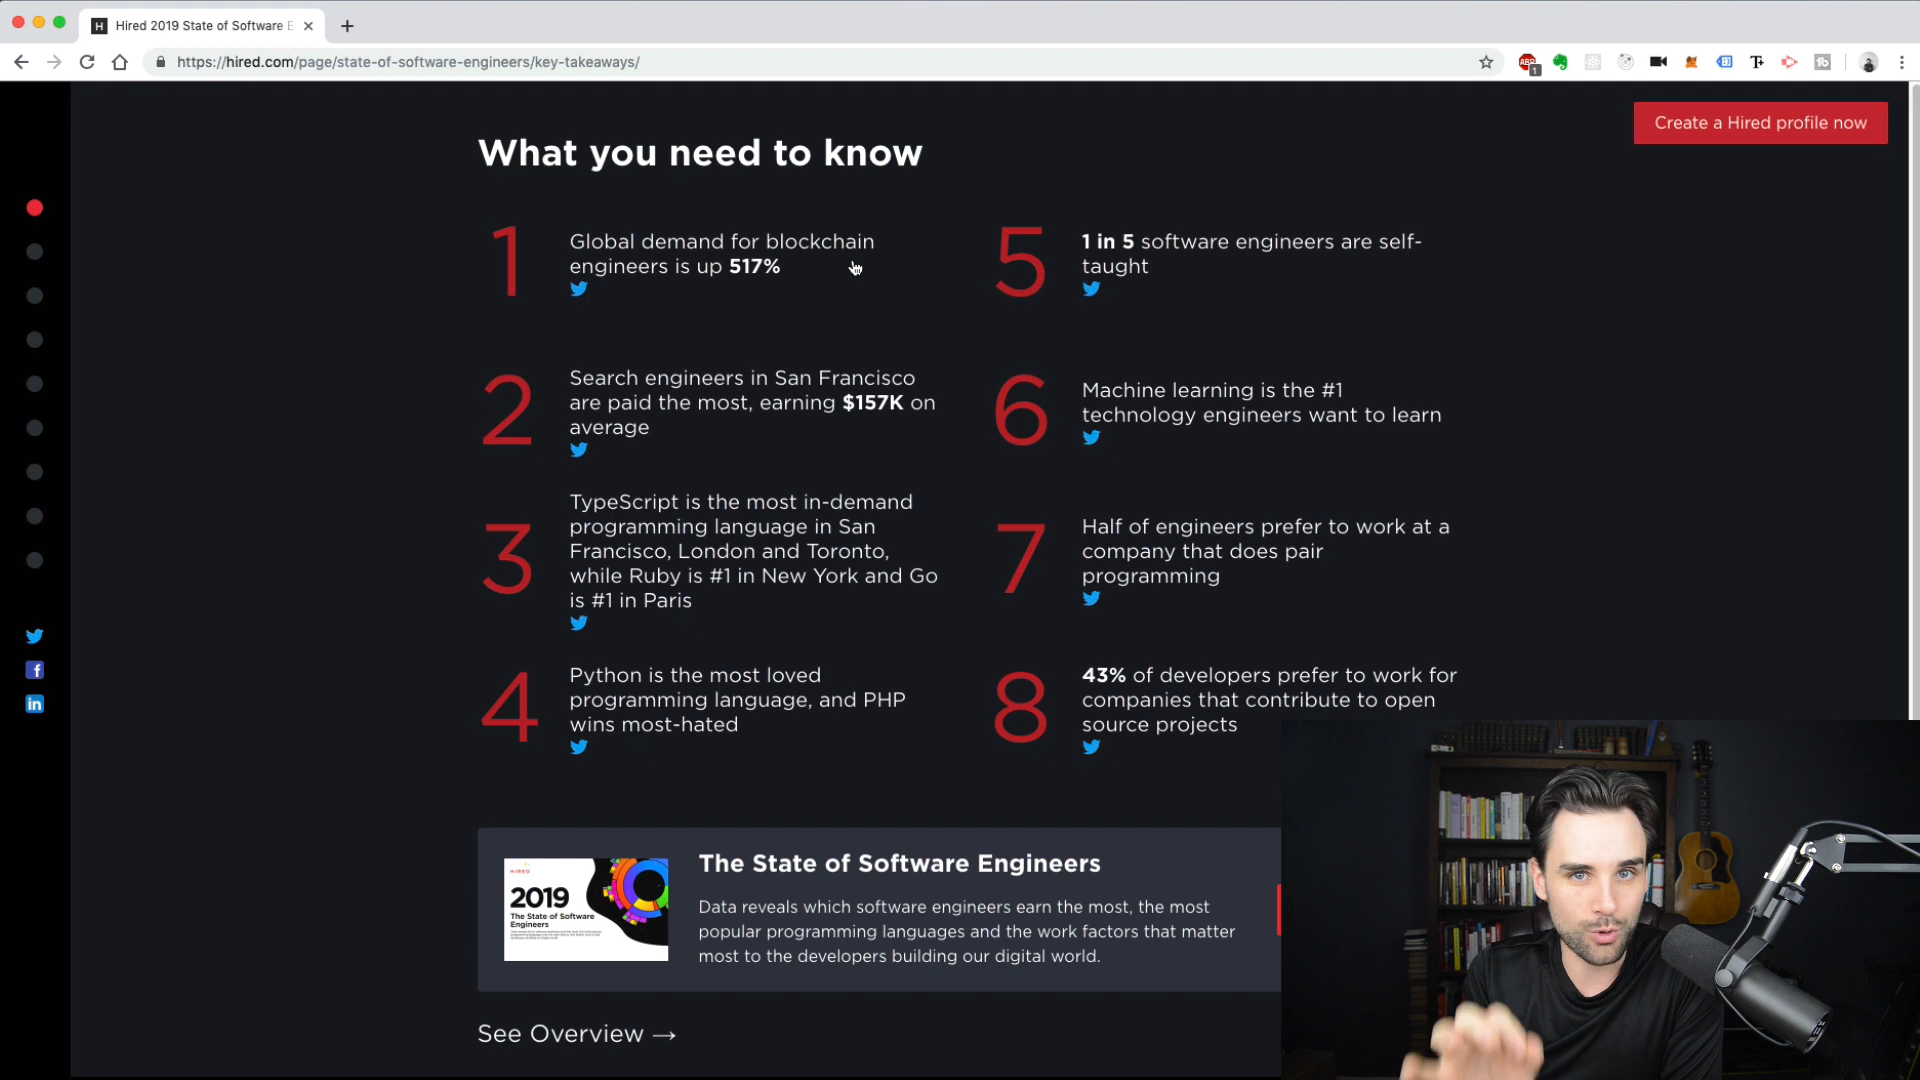 Hired 2019 State of Software E
https://hired.com/page/state-of-software-engineers/key-takeaways/
Create a Hired profile now
What you need to know
1
Global demand for blockchain
engineers is up 517%
2
Search engineers in San Francisco
are paid the most, earning $157K on
average
3
TypeScript is the most in-demand
programming language in San
Francisco, London and Toronto,
while Ruby is #1 in New York and Go
is #1 in Paris
4
Python is the most loved
programming language, and PHP
wins most-hated
5
1 in 5 software engineers are self-
taught
6
Machine learning is the #1
technology engineers want to learn
7
Half of engineers prefer to work at a
company that does pair
programming
8
43% of developers prefer to work for
companies that contribute to open
source projects
HIRED
2019
The State of Software
Engineers
The State of Software Engineers
Data reveals which software engineers earn the most, the most
popular programming languages and the work factors that matter
most to the developers building our digital world.
See Overview →